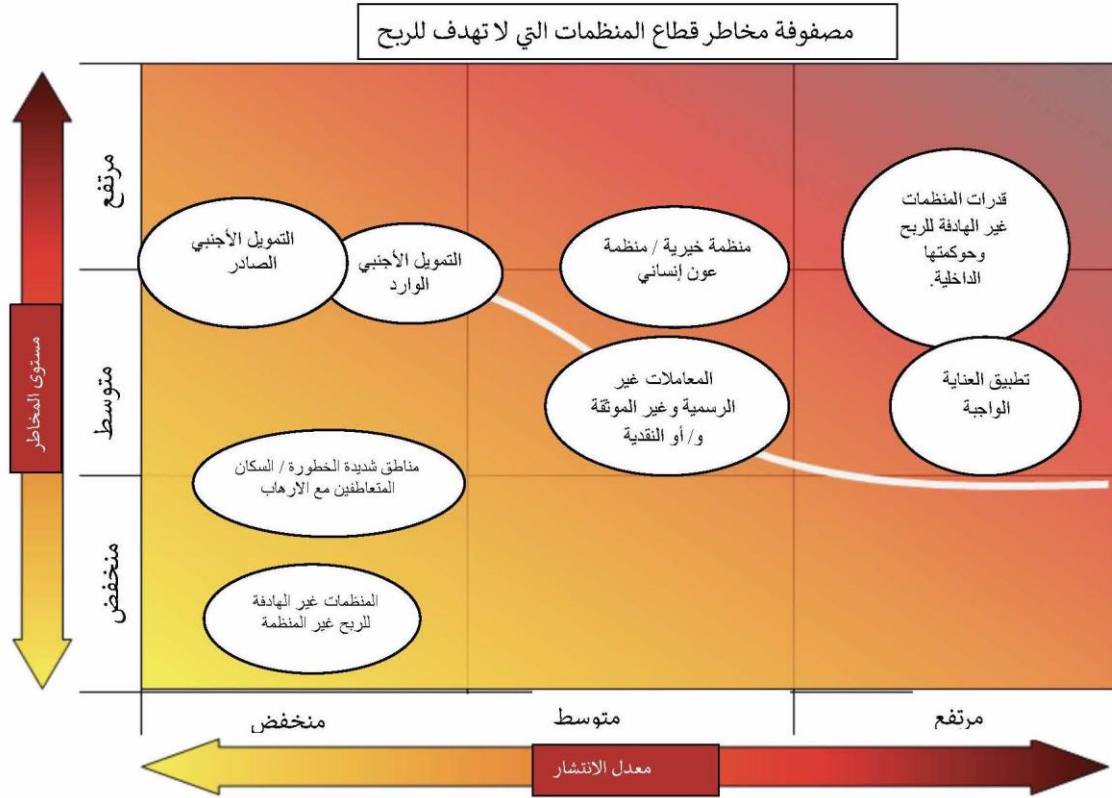 مصفوفة مخاطر قطاع المنظمات التي لا تهدف للربح
مرتفع
متوسط
منخفض
مستوى المخاطر
قدرات المنظمات
غير الهادفة للربح
وحوكمتها
الداخلية.
تطبيق العناية
الواجبة
منظمة خيرية / منظمة
عون إنساني
المعاملات غير
الرسمية وغير الموثقة
و/ أو النقدية
التمويل الأجنبي
الوارد
التمويل الأجنبي
الصادر
مناطق شديدة الخطورة / السكان
المتعاطفين مع الارهاب
المنظمات غير الهادفة
للربح غير المنظمة
مرتفع
متوسط
منخفض
معدل الانتشار